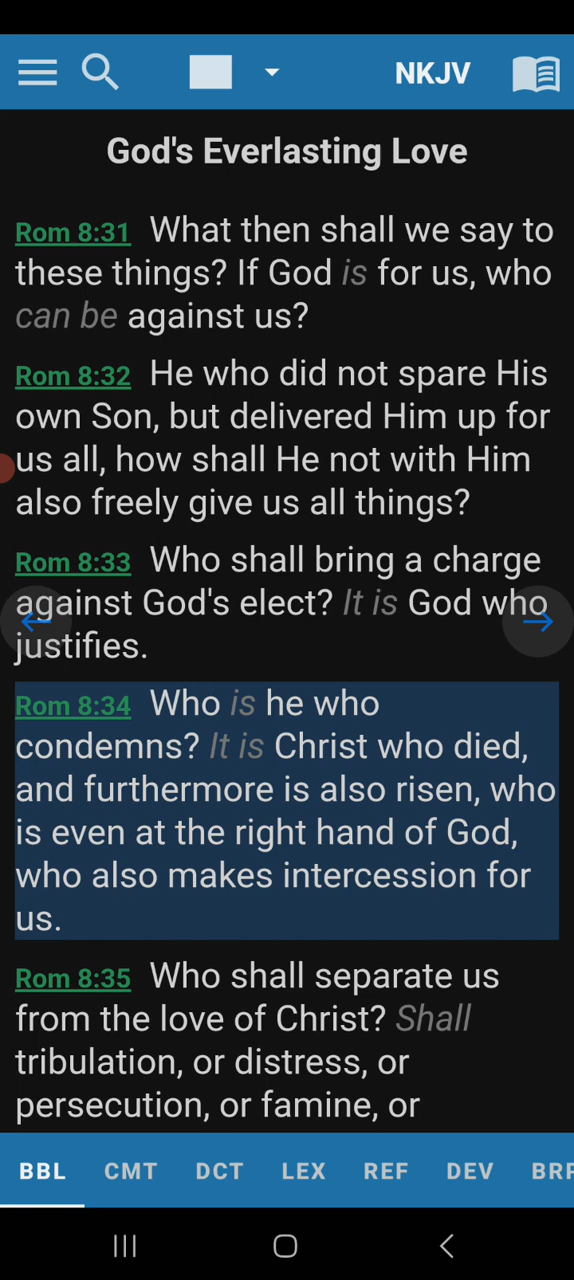 NKJV
God's Everlasting Love
Rom 8:31 What then shall we say to
these things? If God is for us, who
can be against us?
Rom 8:32 He who did not spare His
own Son, but delivered Him up for
us all, how shall He not with Him
also freely give us all things?
Rom 8:33 Who shall bring a charge
against God's elect? It is God who
justifies.
Rom 8:34 Who is he who
condemns? It is Christ who died,
and furthermore is also risen, who
is even at the right hand of God,
who also makes intercession for
us.
Rom 8:35 Who shall separate us
from the love of Christ? Shall
tribulation, or distress, or
persecution, or famine, or
BBL CMT DCT LEX REF DEV BRP